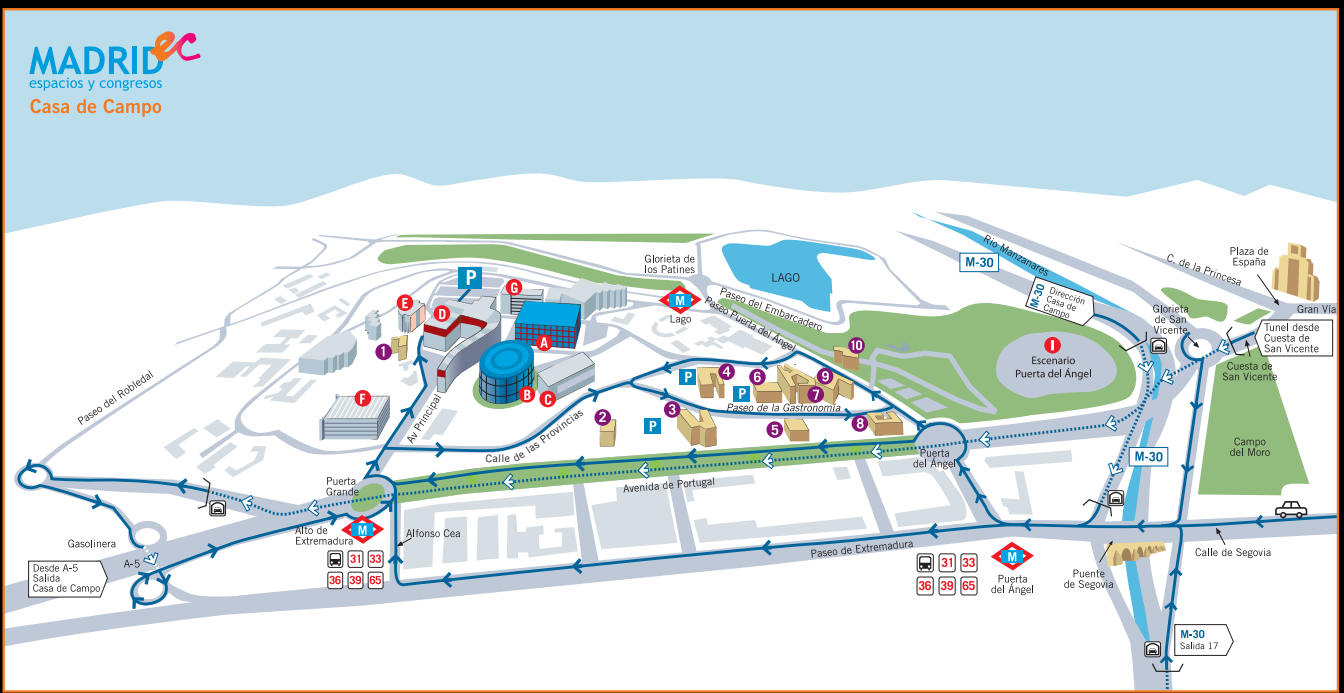 MADRID ec
espacios y congresos
Casa de Campo
Plaza de
España
C. de la Princesa
Gran Vía
Río Manzanares
M-30
Glorieta de
los Patines
LAGO
M-30
Dirección
Casa de
Campo
Glorieta
de San
Vicente
Tunel desde
Cuesta de
San Vicente
Cuesta de
San Vicente
P
G
E
D
M
Lago
Paseo del Embarcadero
Paseo Puerta del Ángel
A
1
10
I
Escenario
Puerta del Ángel
B
C
P
4
6
9
P
7
Paseo de la Gastronomía
F
Paseo del Robledal
Av Principal
2
P
3
5
8
Calle de las Provincias
Puerta
del Ángel
M-30
Campo
del Moro
Puerta
Grande
Avenida de Portugal
Alto de
Extremadura
M
Alfonso Cea
Gasolinera
A-5
Desde A-5
Salida
Casa de Campo
31 33
36 39 65
Paseo de Extremadura
31 33
36 39 65
M
Puerta
del Ángel
Puente
de Segovia
Calle de Segovia
M-30
Salida 17